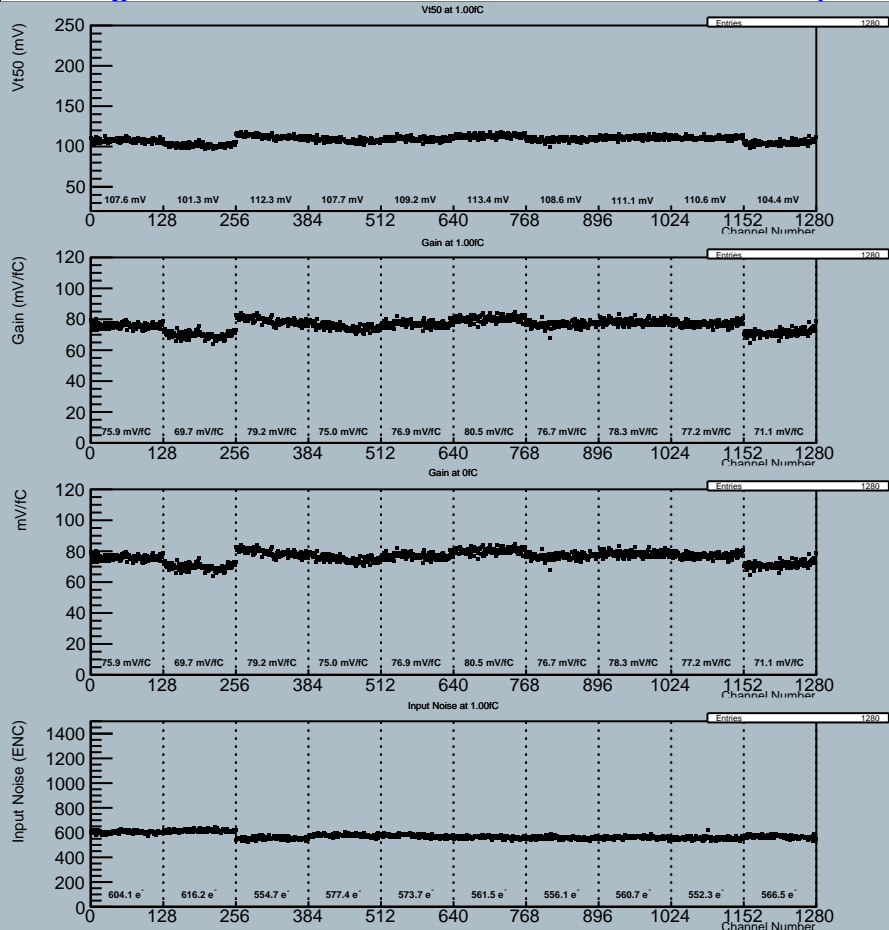 Vt50 at 1.00fC
Entries 1280
Vt50 (mV)
250
200
150
100
50
107.6 mV 101.3 mV 112.3 mV 107.7 mV 109.2 mV 113.4 mV 108.6 mV 111.1 mV 110.6 mV 104.4 mV
0 128 256 384 512 640 768 896 1024 1152 1280
Channel Number
Gain at 1.00fC
Entries 1280
Gain (mV/fC)
120
100
80
60
40
20
75.9 mV/fC 69.7 mV/fC 79.2 mV/fC 75.0 mV/fC 76.9 mV/fC 80.5 mV/fC 76.7 mV/fC 78.3 mV/fC 77.2 mV/fC 71.1 mV/fC
0
0 128 256 384 512 640 768 896 1024 1152 1280
Channel Number
Gain at 0fC
Entries 1280
mV/fC
120
100
80
60
40
20
75.9 mV/fC 69.7 mV/fC 79.2 mV/fC 75.0 mV/fC 76.9 mV/fC 80.5 mV/fC 76.7 mV/fC 78.3 mV/fC 77.2 mV/fC 71.1 mV/fC
0
0 128 256 384 512 640 768 896 1024 1152 1280
Channel Number
Input Noise at 1.00fC
Entries 1280
Input Noise (ENC)
1400
1200
1000
800
600
400
200
604.1 e⁻ 616.2 e⁻ 554.7 e⁻ 577.4 e⁻ 573.7 e⁻ 561.5 e⁻ 556.1 e⁻ 560.7 e⁻ 552.3 e⁻ 566.5 e⁻
0
0 128 256 384 512 640 768 896 1024 1152 1280
Channel Number